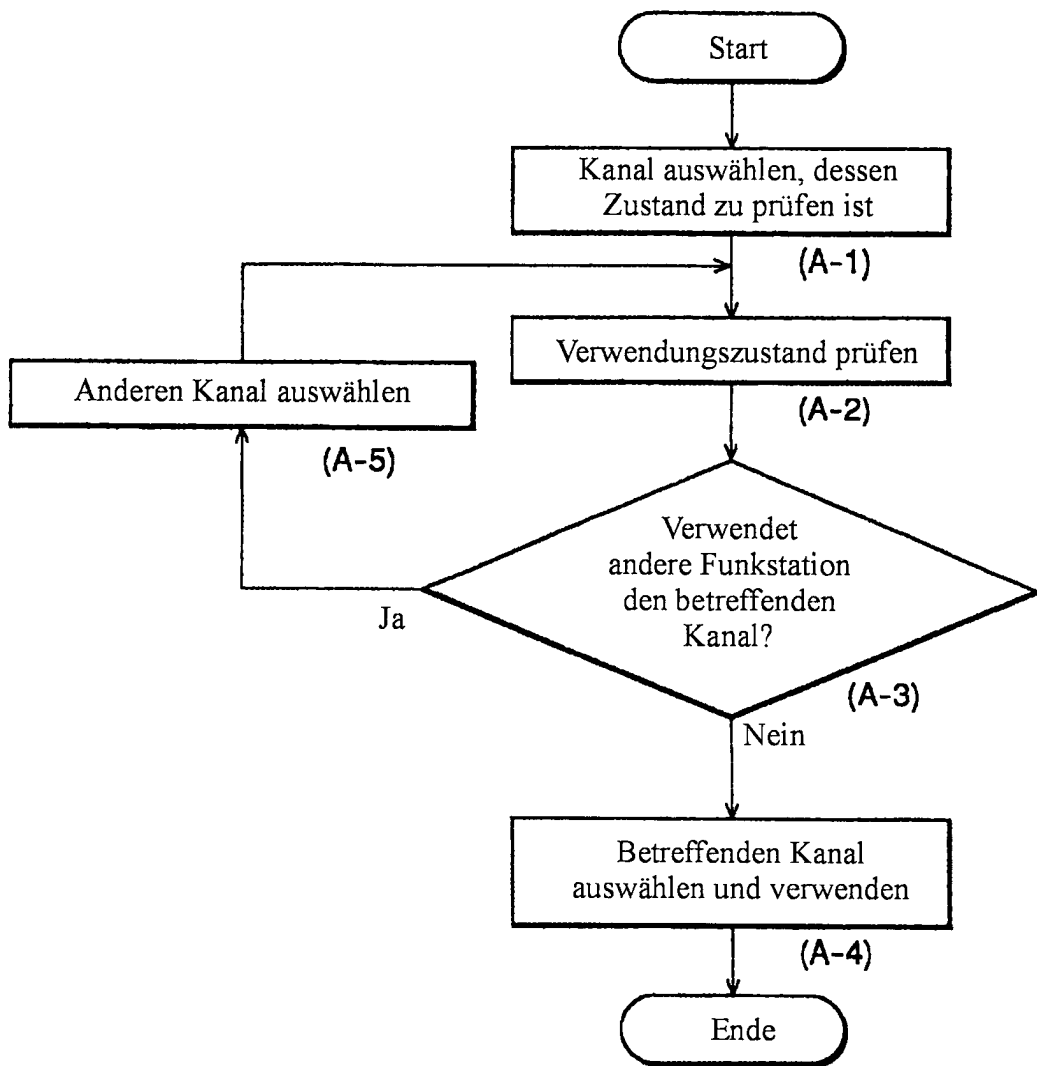 Start
Kanal auswählen, dessen
Zustand zu prüfen ist
(A-1)
Verwendungszustand prüfen
(A-2)
Anderen Kanal auswählen
(A-5)
Verwendet
andere Funkstation
den betreffenden
Kanal?
Ja
(A-3)
Nein
Betreffenden Kanal
auswählen und verwenden
(A-4)
Ende